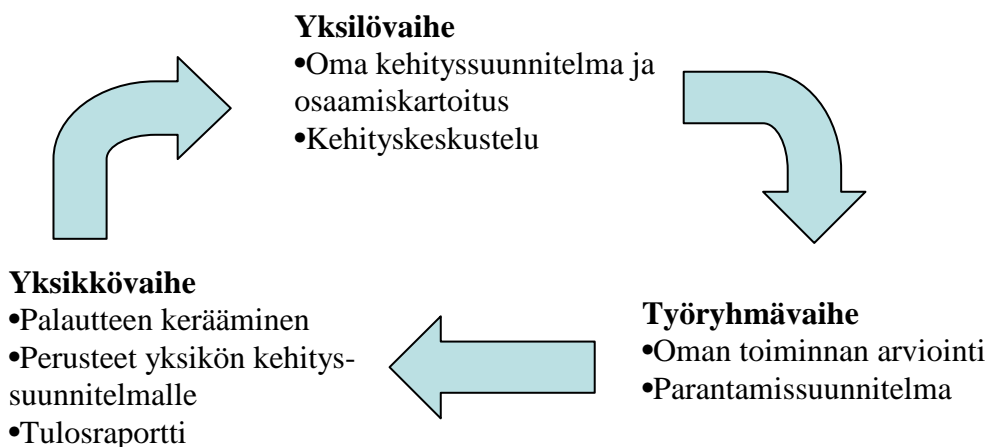 Yksilövaihe
•Oma kehityssuunnitelma ja
osaamiskartoitus
•Kehityskeskustelu
Työryhmävaihe
•Oman toiminnan arviointi
•Parantamissuunnitelma
Yksikkövaihe
•Palautteen kerääminen
•Perusteet yksikön kehitys-
suunnitelmalle
•Tulosraportti